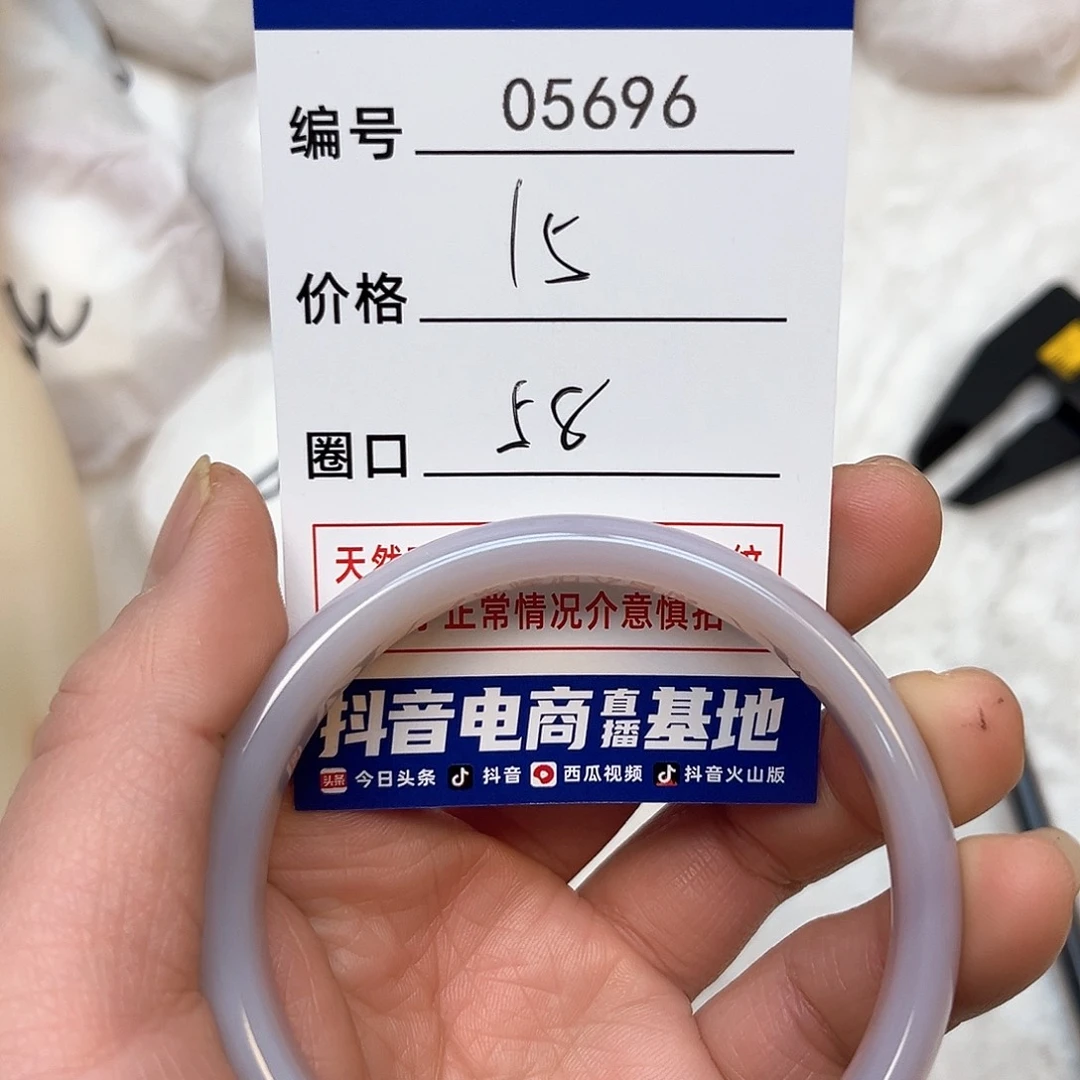 编号 05696
价格 15
圈口 58
天然
正常情况介意慎拍
抖音电商直播基地
头条 今日头条 抖音 西瓜视频 抖音火山版